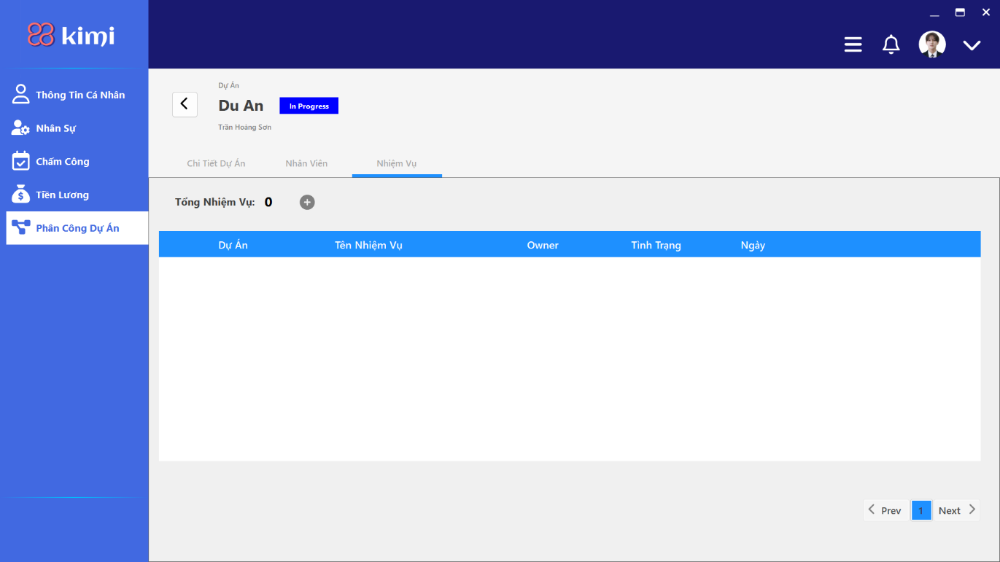 kimi
Thông Tin Cá Nhân
Nhân Sự
Chấm Công
Tiền Lương
Phân Công Dự Án
Dự Án
Du An
In Progress
Trần Hoàng Sơn
Chi Tiết Dự Án Nhân Viên Nhiệm Vụ
Tổng Nhiệm Vụ: 0
Dự Án Tên Nhiệm Vụ Owner Tình Trạng Ngày
Prev 1 Next